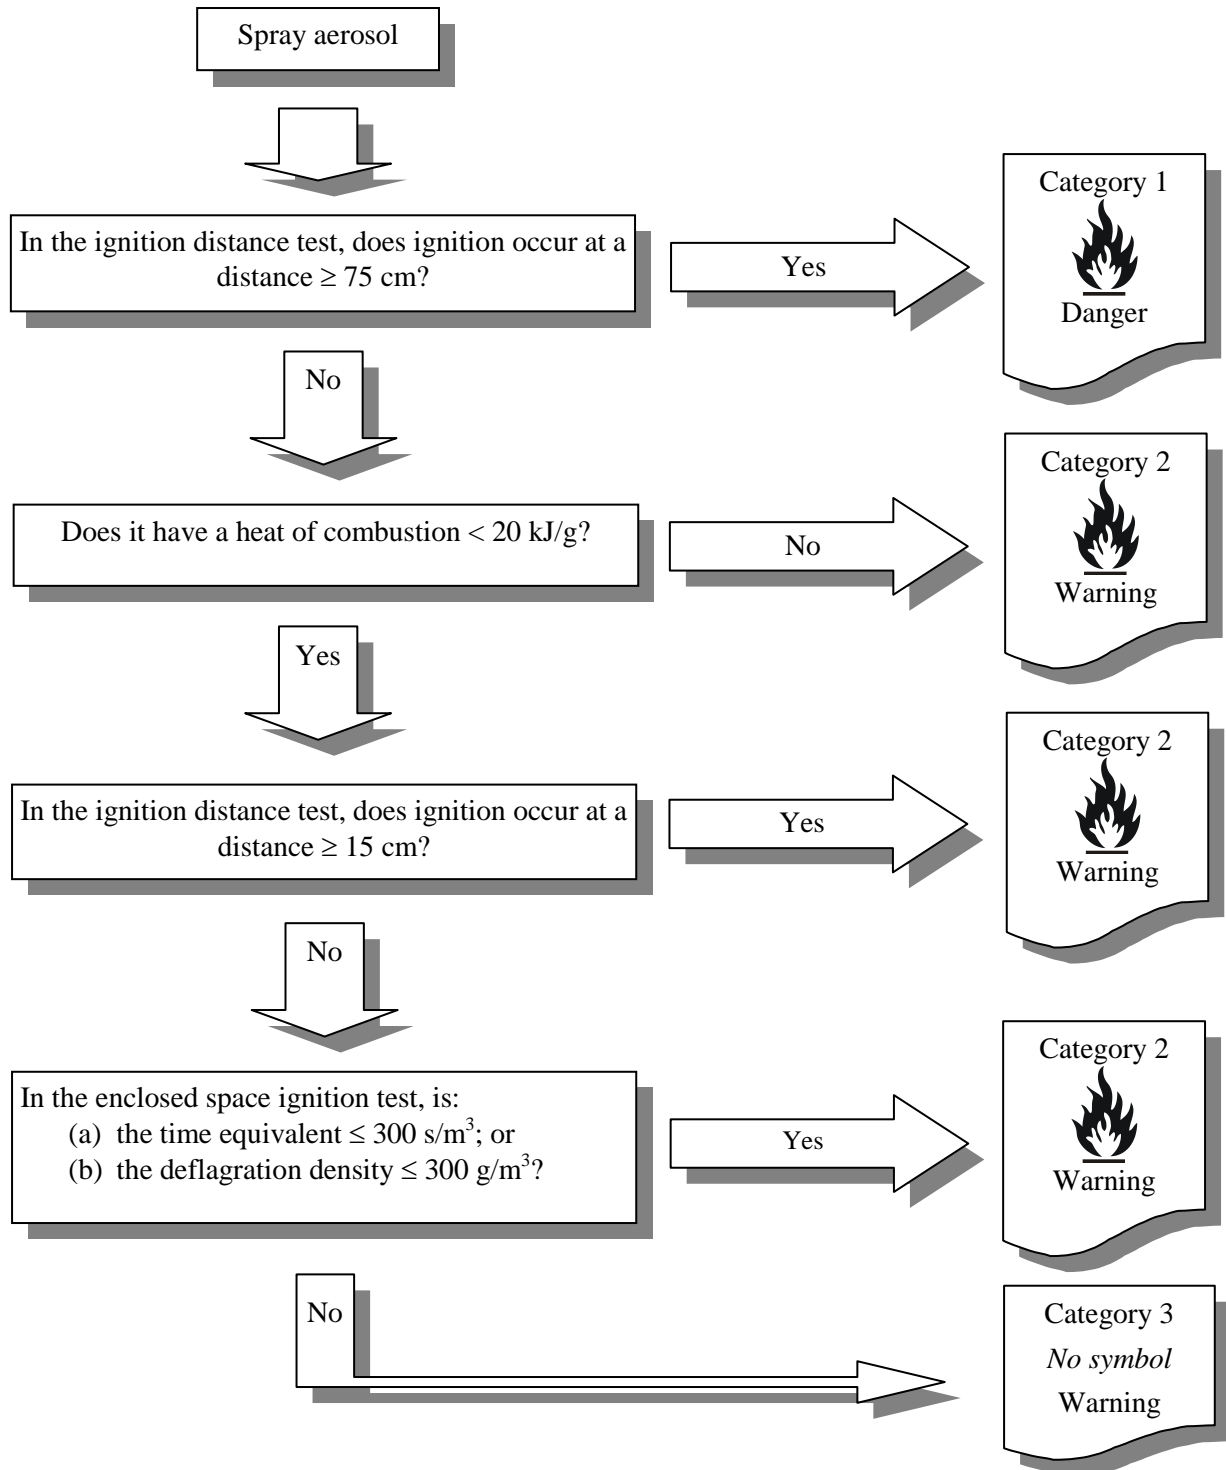 Spray aerosol
In the ignition distance test, does ignition occur at a
distance ≥ 75 cm?
Yes
Category 1
Danger
No
Does it have a heat of combustion < 20 kJ/g?
No
Category 2
Warning
Yes
In the ignition distance test, does ignition occur at a
distance ≥ 15 cm?
Yes
Category 2
Warning
No
In the enclosed space ignition test, is:
(a) the time equivalent ≤ 300 s/m³; or
(b) the deflagration density ≤ 300 g/m³?
Yes
Category 2
Warning
No
Category 3
No symbol
Warning